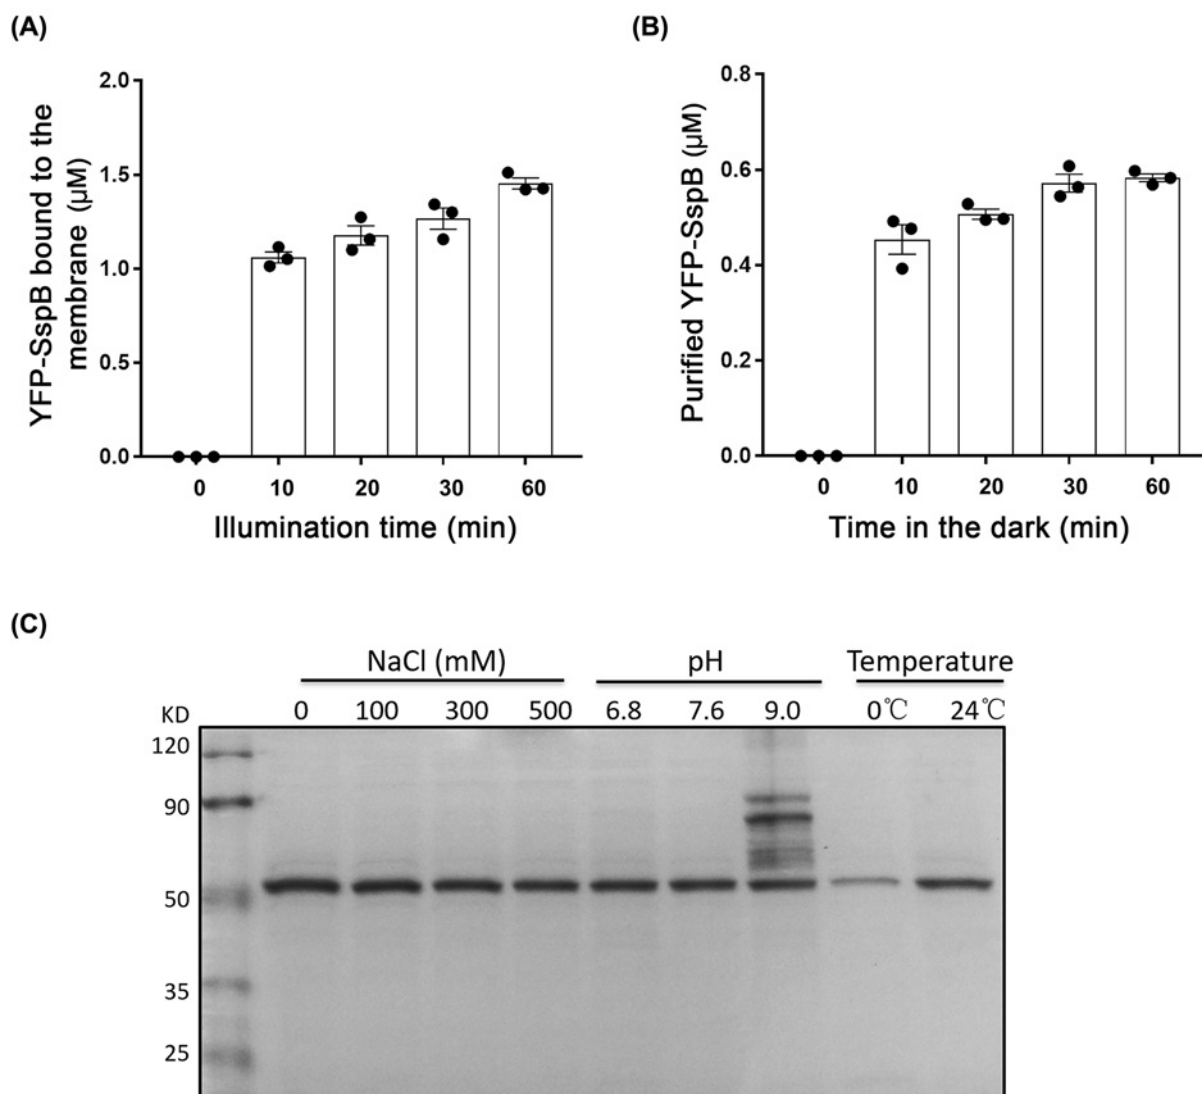 (A)
YFP-SspB bound to the
membrane (μM)
2.0
1.5
1.0
0.5
0.0
0 10 20 30 60
Illumination time (min)
(B)
Purified YFP-SspB (μM)
0.8
0.6
0.4
0.2
0.0
0 10 20 30 60
Time in the dark (min)
(C)
NaCl (mM) pH Temperature
KD 0 100 300 500 6.8 7.6 9.0 0℃ 24℃
120
90
50
35
25